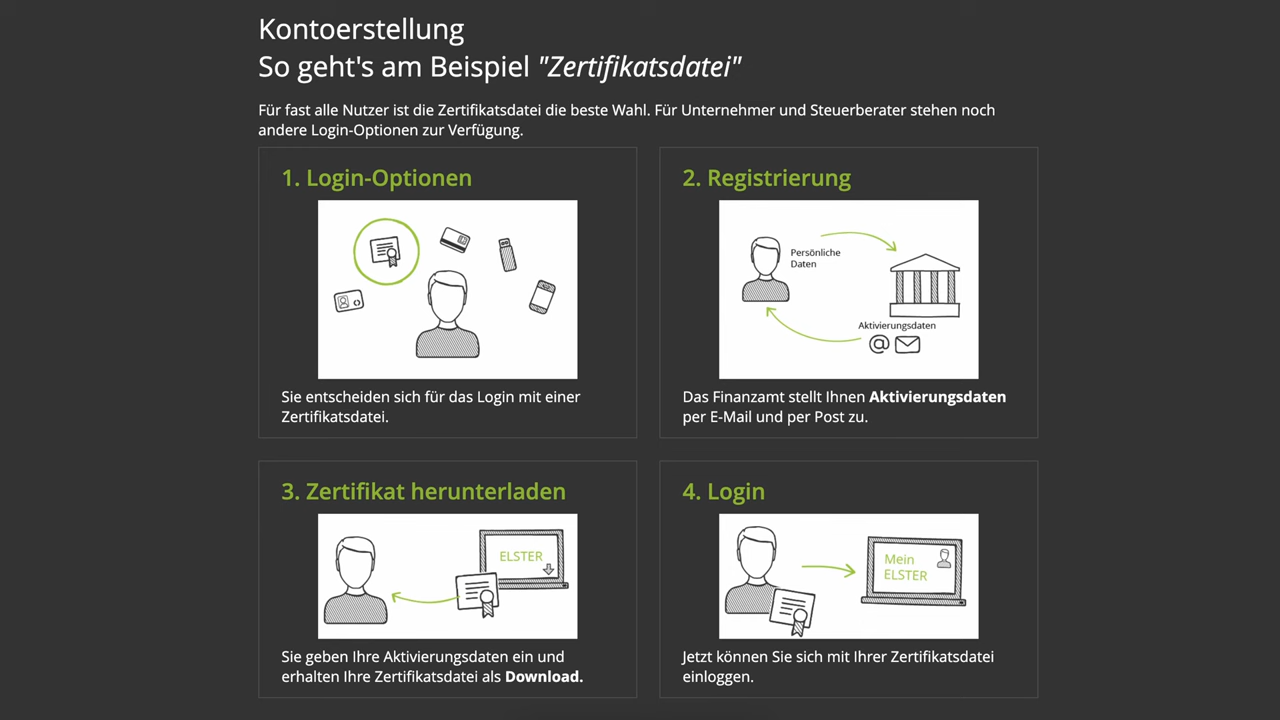 Kontoerstellung
So geht's am Beispiel "Zertifikatsdatei"
Für fast alle Nutzer ist die Zertifikatsdatei die beste Wahl. Für Unternehmer und Steuerberater stehen noch
andere Login-Optionen zur Verfügung.
1. Login-Optionen
Sie entscheiden sich für das Login mit einer
Zertifikatsdatei.
2. Registrierung
Persönliche
Daten
Aktivierungsdaten
@
Das Finanzamt stellt Ihnen Aktivierungsdaten
per E-Mail und per Post zu.
3. Zertifikat herunterladen
ELSTER
Sie geben Ihre Aktivierungsdaten ein und
erhalten Ihre Zertifikatsdatei als Download.
4. Login
Mein
ELSTER
Jetzt können Sie sich mit Ihrer Zertifikatsdatei
einloggen.